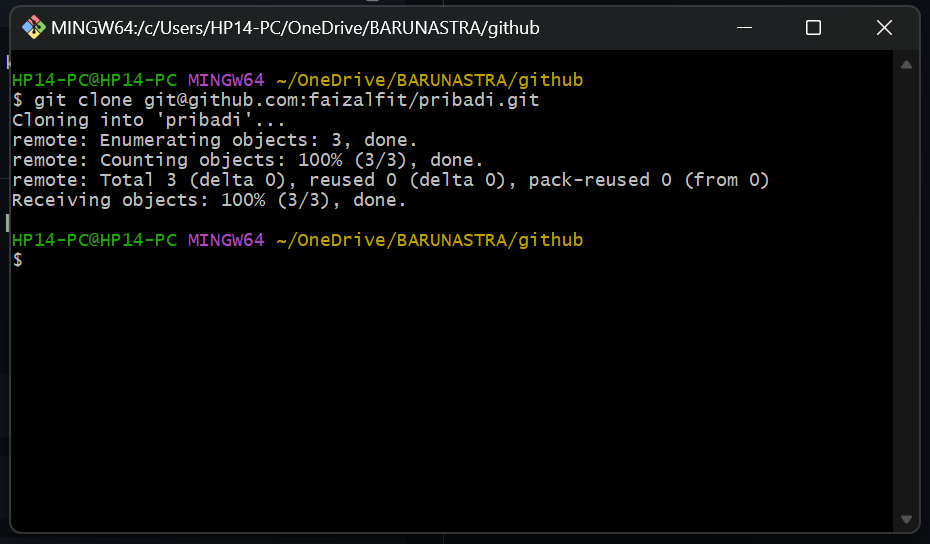 MINGW64:/c/Users/HP14-PC/OneDrive/BARUNASTRA/github
HP14-PC@HP14-PC MINGW64 ~/OneDrive/BARUNASTRA/github
$ git clone git@github.com:faizalfit/pribadi.git
Cloning into 'pribadi'...
remote: Enumerating objects: 3, done.
remote: Counting objects: 100% (3/3), done.
remote: Total 3 (delta 0), reused 0 (delta 0), pack-reused 0 (from 0)
Receiving objects: 100% (3/3), done.
HP14-PC@HP14-PC MINGW64 ~/OneDrive/BARUNASTRA/github
$